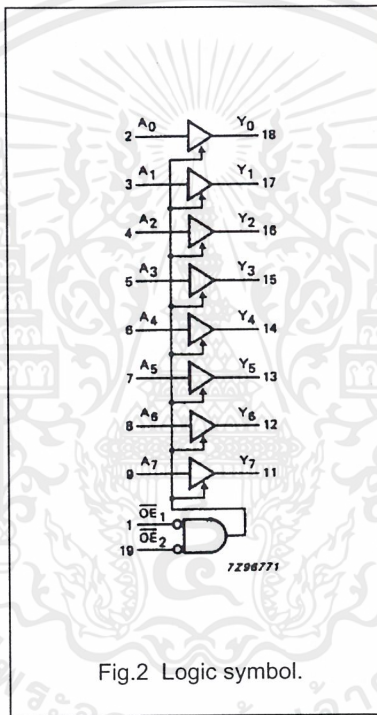 2 A0 Y0 18
3 A1 Y1 17
4 A2 Y2 16
5 A3 Y3 15
6 A4 Y4 14
7 A5 Y5 13
8 A6 Y6 12
9 A7 Y7 11
1 O̅E̅1
19 O̅E̅2
7Z96771
Fig.2 Logic symbol.